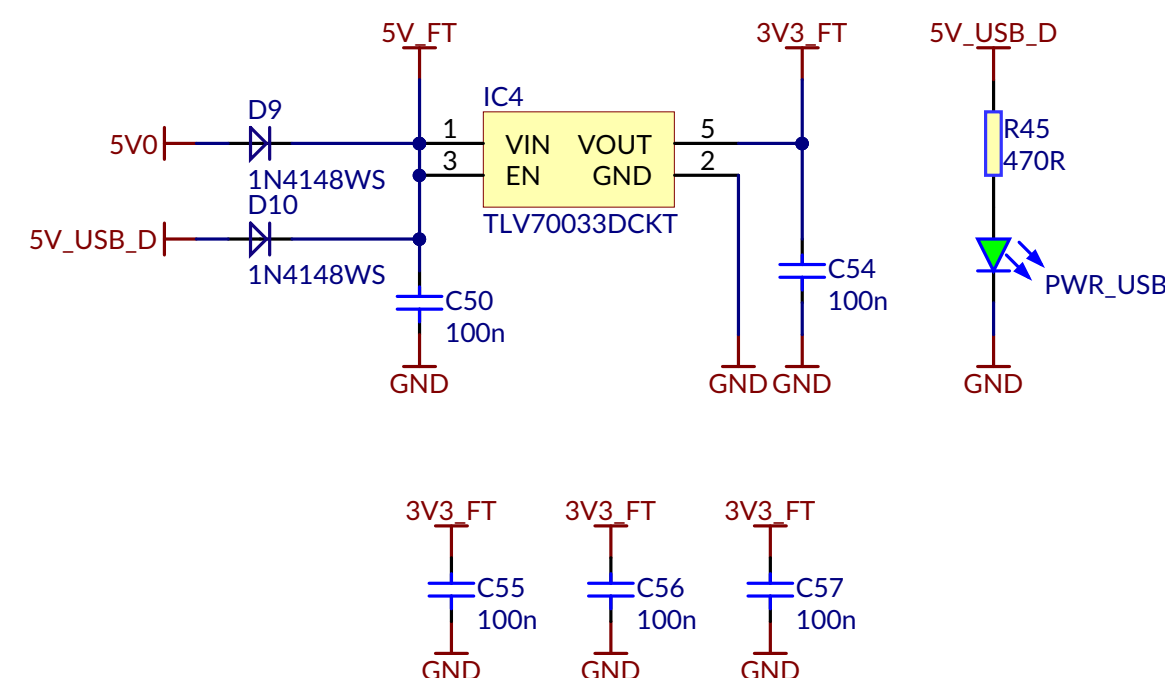 5V_FT
3V3_FT
5V_USB_D
D9
IC4
5V0
1
VIN
VOUT
5
R45
470R
1N4148WS
3
EN
GND
2
D10
5V_USB_D
TLV70033DCKT
1N4148WS
C50
100n
C54
100n
PWR_USB
GND
GND
GND
GND
3V3_FT
3V3_FT
3V3_FT
C55
100n
C56
100n
C57
100n
GND
GND
GND